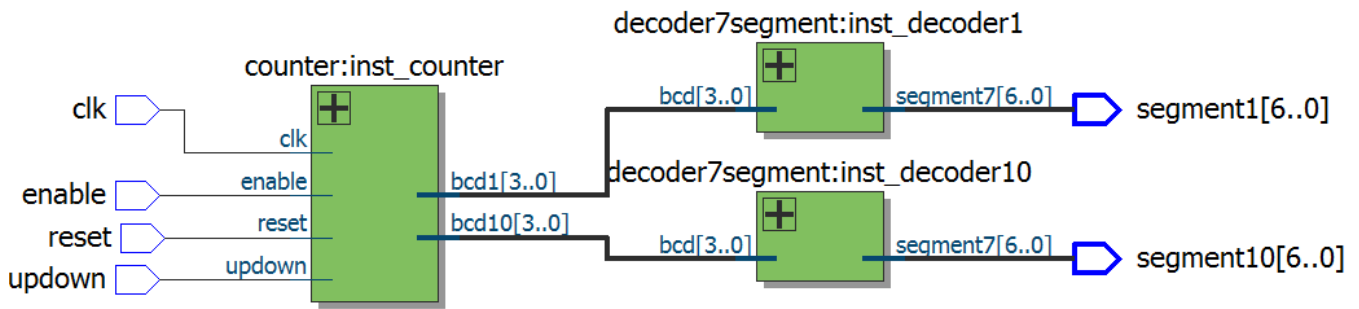 decoder7segment:inst_decoder1
counter:inst_counter
clk
bcd[3..0]
segment7[6..0]
segment1[6..0]
clk
enable
enable
bcd1[3..0]
decoder7segment:inst_decoder10
reset
reset
bcd10[3..0]
bcd[3..0]
segment7[6..0]
segment10[6..0]
updown
updown